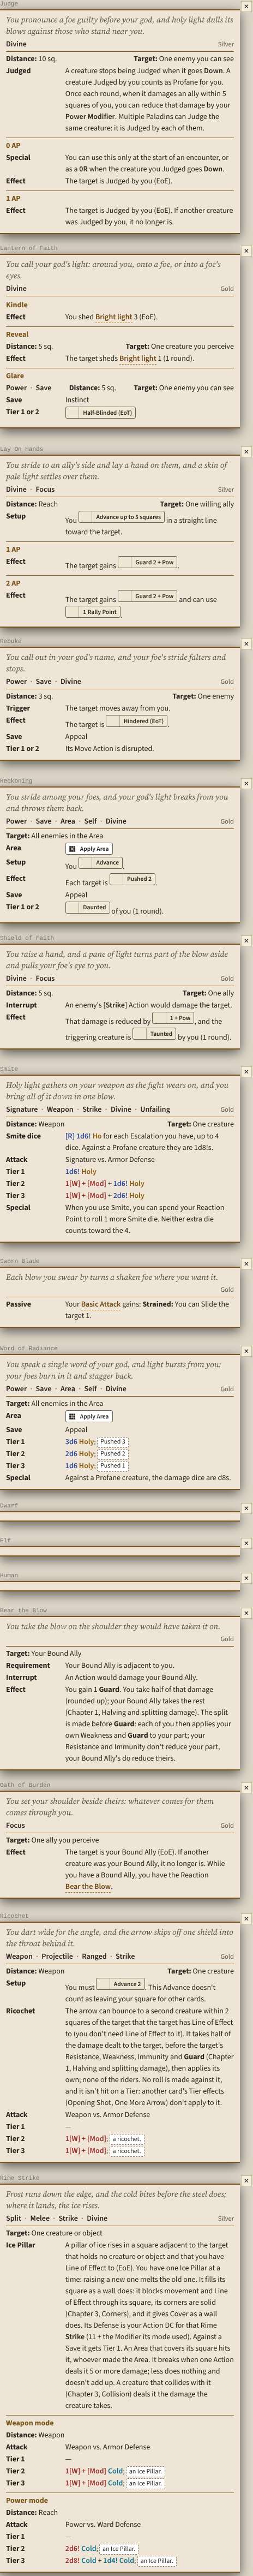 Judge
You pronounce a foe guilty before your god, and holy light dulls its
blows against those who stand near you.
Divine Silver
Distance: 10 sq. Target: One enemy you can see
Judged A creature stops being Judged when it goes Down. A
creature Judged by you has your Judgement (EoE).
Once each round, when it damages an ally within 5
squares of you, you can reduce that damage by your
Power Modifier. Multiple Paladins can Judge the
same creature: it is Judged by each of them.
0 AP
Special You can use this only at the start of an encounter, or
as a 0R when the creature you Judged goes Down.
Effect The target is Judged by you (EoE).
1 AP
Effect The target is Judged by you (EoE). If another creature
was Judged by you, it no longer is.
Lantern of Faith
You call your god's light: around you, onto a foe, or into a foe's
eyes.
Divine Gold
Kindle
Effect You shed Bright light 3 (EoE).
Reveal
Distance: 5 sq. Target: One creature you perceive
Effect The target sheds Bright light 1 (1 round).
Glare
Power · Save Distance: 5 sq. Target: One enemy you can see
Save Instinct
Tier 1 or 2 Half-Blinded (EoT)
Lay On Hands
You stride to an ally's side and lay a hand on them, and a skin of
pale light settles over them.
Divine · Focus Silver
Distance: Reach Target: One willing ally
Setup You Advance up to 5 squares in a straight line
toward the target.
1 AP
Effect The target gains Guard 2 + Pow.
2 AP
Effect The target gains Guard 2 + Pow and can use
1 Rally Point.
Rebuke
You call out in your god's name, and your foe's stride falters and
stops.
Power · Save · Divine Gold
Distance: 3 sq. Target: One enemy
Trigger The target moves away from you.
Effect The target is Hindered (EoT).
Save Appeal
Tier 1 or 2 Its Move Action is disrupted.
Reckoning
You stride among your foes, and your god's light breaks from you
and throws them back.
Power · Save · Area · Self · Divine Gold
Target: All enemies in the Area
Area Apply Area
Setup You Advance.
Effect Each target is Pushed 2.
Save Appeal
Tier 1 or 2 Daunted of you (1 round).
Shield of Faith
You raise a hand, and a pane of light turns part of the blow aside
and pulls your foe's eye to you.
Divine · Focus Gold
Distance: 5 sq. Target: One ally
Interrupt An enemy's [Strike] Action would damage the target.
Effect That damage is reduced by 1 + Pow, and the
triggering creature is Taunted by you (1 round).
Smite
Holy light gathers on your weapon as the fight wears on, and you
bring all of it down in one blow.
Signature · Weapon · Strike · Divine · Unfailing Gold
Distance: Weapon Target: One creature
Smite dice [R] 1d6! Ho for each Escalation you have, up to 4
dice. Against a Profane creature they are 1d8s!.
Attack Signature vs. Armor Defense
Tier 1 1d6! Holy
Tier 2 1[W] + [Mod] + 1d6! Holy
Tier 3 1[W] + [Mod] + 2d6! Holy
Special When you use Smite, you can spend your Reaction
Point to roll 1 more Smite die. Neither extra die
counts toward the 4.
Sworn Blade
Each blow you swear by turns a shaken foe where you want it.
Gold
Passive Your Basic Attack gains: Strained: You can Slide the
target 1.
Word of Radiance
You speak a single word of your god, and light bursts from you:
your foes burn in it and stagger back.
Power · Save · Area · Self · Divine Gold
Target: All enemies in the Area
Area Apply Area
Save Appeal
Tier 1 3d6 Holy; Pushed 3
Tier 2 2d6 Holy; Pushed 2
Tier 3 1d6 Holy; Pushed 1
Special Against a Profane creature, the damage dice are d8s.
Dwarf
Elf
Human
Bear the Blow
You take the blow on the shoulder they would have taken it on.
Gold
Target: Your Bound Ally
Requirement Your Bound Ally is adjacent to you.
Interrupt An Action would damage your Bound Ally.
Effect You gain 1 Guard. You take half of that damage
(rounded up); your Bound Ally takes the rest
(Chapter 1, Halving and splitting damage). The split
is made before Guard: each of you then applies your
own Weakness and Guard to your part; your
Resistance and Immunity don't reduce your part,
your Bound Ally's do reduce theirs.
Oath of Burden
You set your shoulder beside theirs: whatever comes for them
comes through you.
Focus Gold
Target: One ally you perceive
Effect The target is your Bound Ally (EoE). If another
creature was your Bound Ally, it no longer is. While
you have a Bound Ally, you have the Reaction
Bear the Blow.
Ricochet
You dart wide for the angle, and the arrow skips off one shield into
the throat behind it.
Weapon · Projectile · Ranged · Strike Gold
Distance: Weapon Target: One creature
Setup You must Advance 2. This Advance doesn't
count as leaving your square for other cards.
Ricochet The arrow can bounce to a second creature within 2
squares of the target that the target has Line of Effect
to (you don't need Line of Effect to it). It takes half of
the damage dealt to the target, before the target's
Resistance, Weakness, Immunity and Guard (Chapter
1, Halving and splitting damage), then applies its
own; none of the riders. No roll is made against it,
and it isn't hit on a Tier: another card's Tier effects
(Opening Shot, One More Arrow) don't apply to it.
Attack Weapon vs. Armor Defense
Tier 1 —
Tier 2 1[W] + [Mod]; a ricochet.
Tier 3 1[W] + [Mod]; a ricochet.
Rime Strike
Frost runs down the edge, and the cold bites before the steel does;
where it lands, the ice rises.
Split · Melee · Strike · Divine Silver
Target: One creature or object
Ice Pillar A pillar of ice rises in a square adjacent to the target
that holds no creature or object and that you have
Line of Effect to (EoE). You have one Ice Pillar at a
time: raising a new one melts the old one. It fills its
square as a wall does: it blocks movement and Line
of Effect through its square, its corners are solid
(Chapter 3, Corners), and it gives Cover as a wall
does. Its Defense is your Action DC for that Rime
Strike (11 + the Modifier its mode used). Against a
Save it gets Tier 1. An Area that covers its square hits
it, whoever made the Area. It breaks when one Action
deals it 5 or more damage; less does nothing and
doesn't add up. A creature that collides with it
(Chapter 3, Collision) deals it the damage the
creature takes.
Weapon mode
Distance: Weapon
Attack Weapon vs. Armor Defense
Tier 1 —
Tier 2 1[W] + [Mod] Cold; an Ice Pillar.
Tier 3 1[W] + [Mod] Cold; an Ice Pillar.
Power mode
Distance: Reach
Attack Power vs. Ward Defense
Tier 1 —
Tier 2 2d6! Cold; an Ice Pillar.
Tier 3 2d8! Cold + 1d4! Cold; an Ice Pillar.